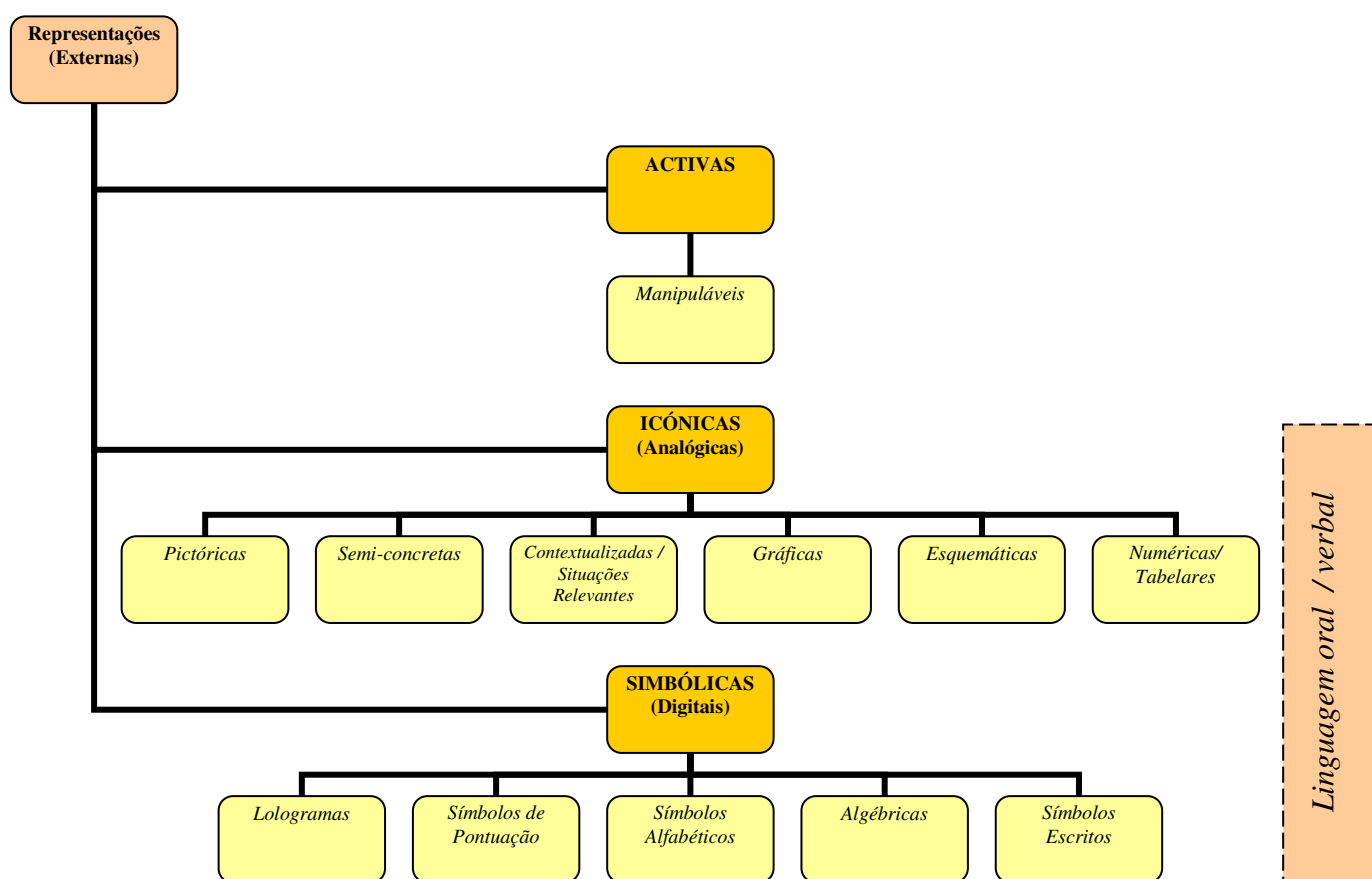 Representações
(Externas)
ACTIVAS
Manipuláveis
ICÓNICAS
(Analógicas)
Pictóricas
Semi-concretas
Contextualizadas /
Situações
Relevantes
Gráficas
Esquemáticas
Numéricas/
Tabelares
SIMBÓLICAS
(Digitais)
Lologramas
Símbolos de
Pontuação
Símbolos
Alfabéticos
Algébricas
Símbolos
Escritos
Linguagem oral / verbal